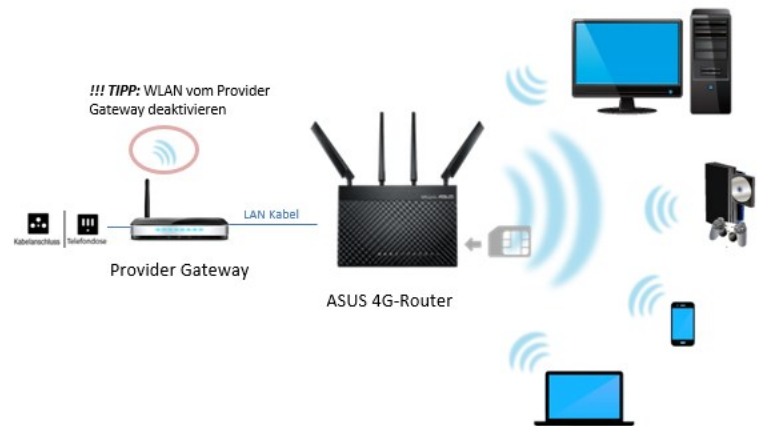 !!! TIPP: WLAN vom Provider
Gateway deaktivieren
LAN Kabel
Kabelanschluss
Telefondose
Provider Gateway
ASUS 4G-Router